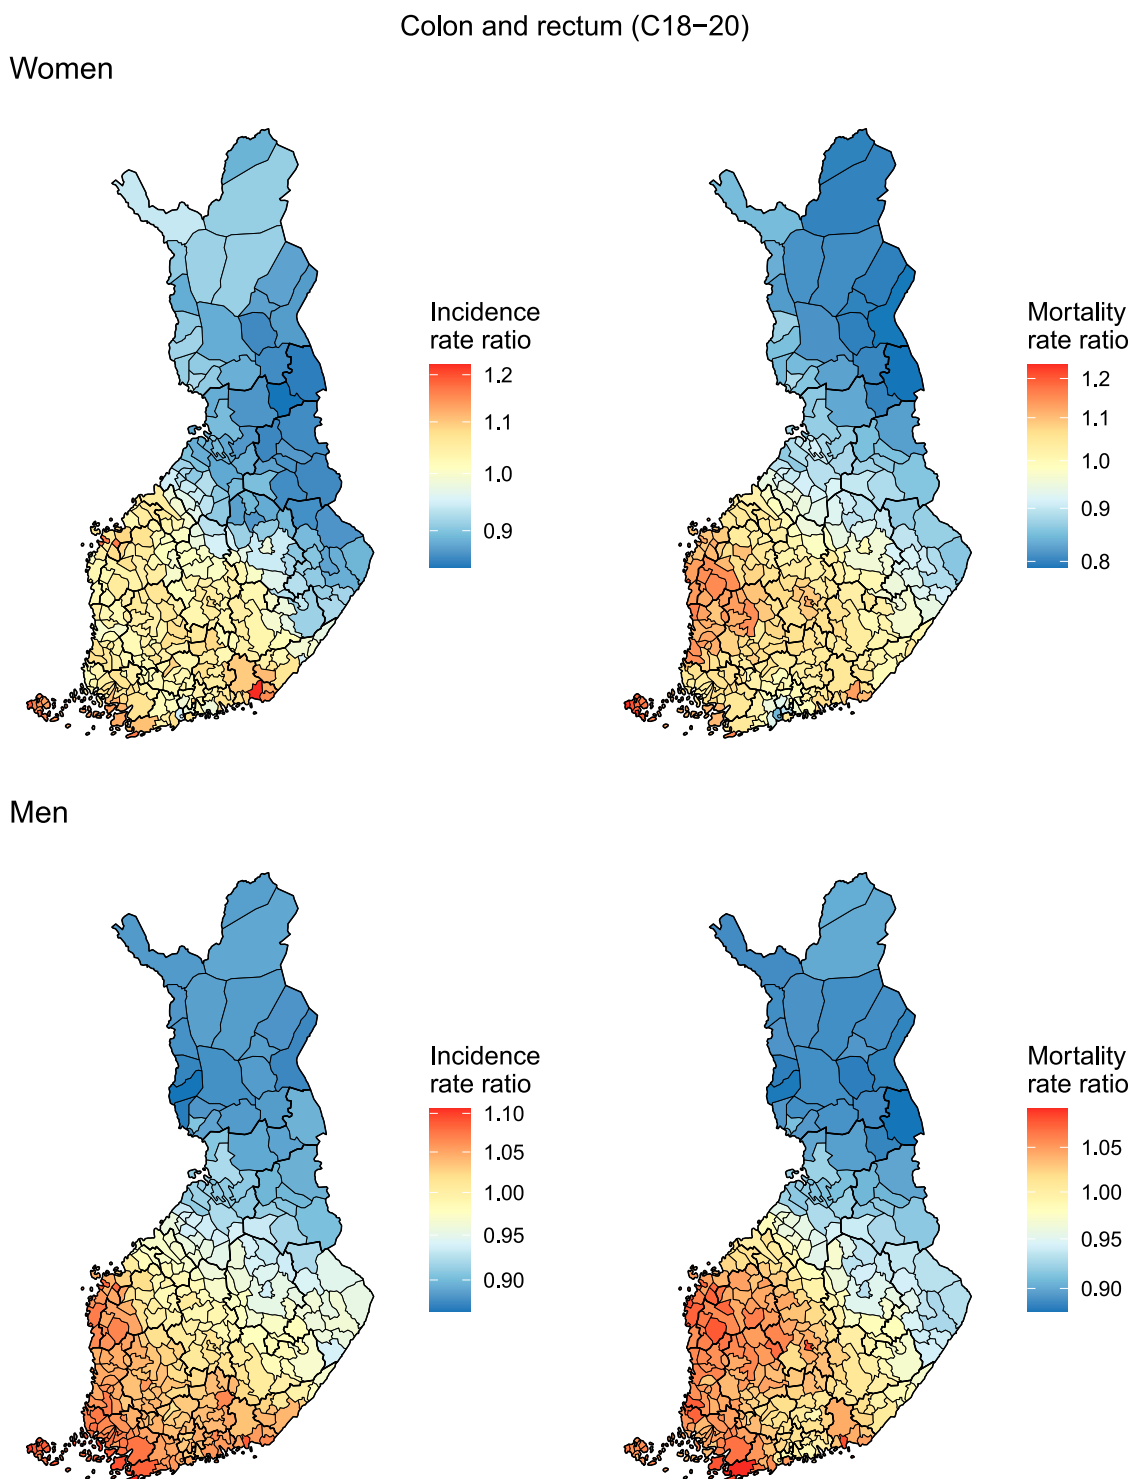 Colon and rectum (C18−20)
Women
Incidence
rate ratio
1.2
1.1
1.0
0.9
Mortality
rate ratio
1.2
1.1
1.0
0.9
0.8
Men
Incidence
rate ratio
1.10
1.05
1.00
0.95
0.90
Mortality
rate ratio
1.05
1.00
0.95
0.90